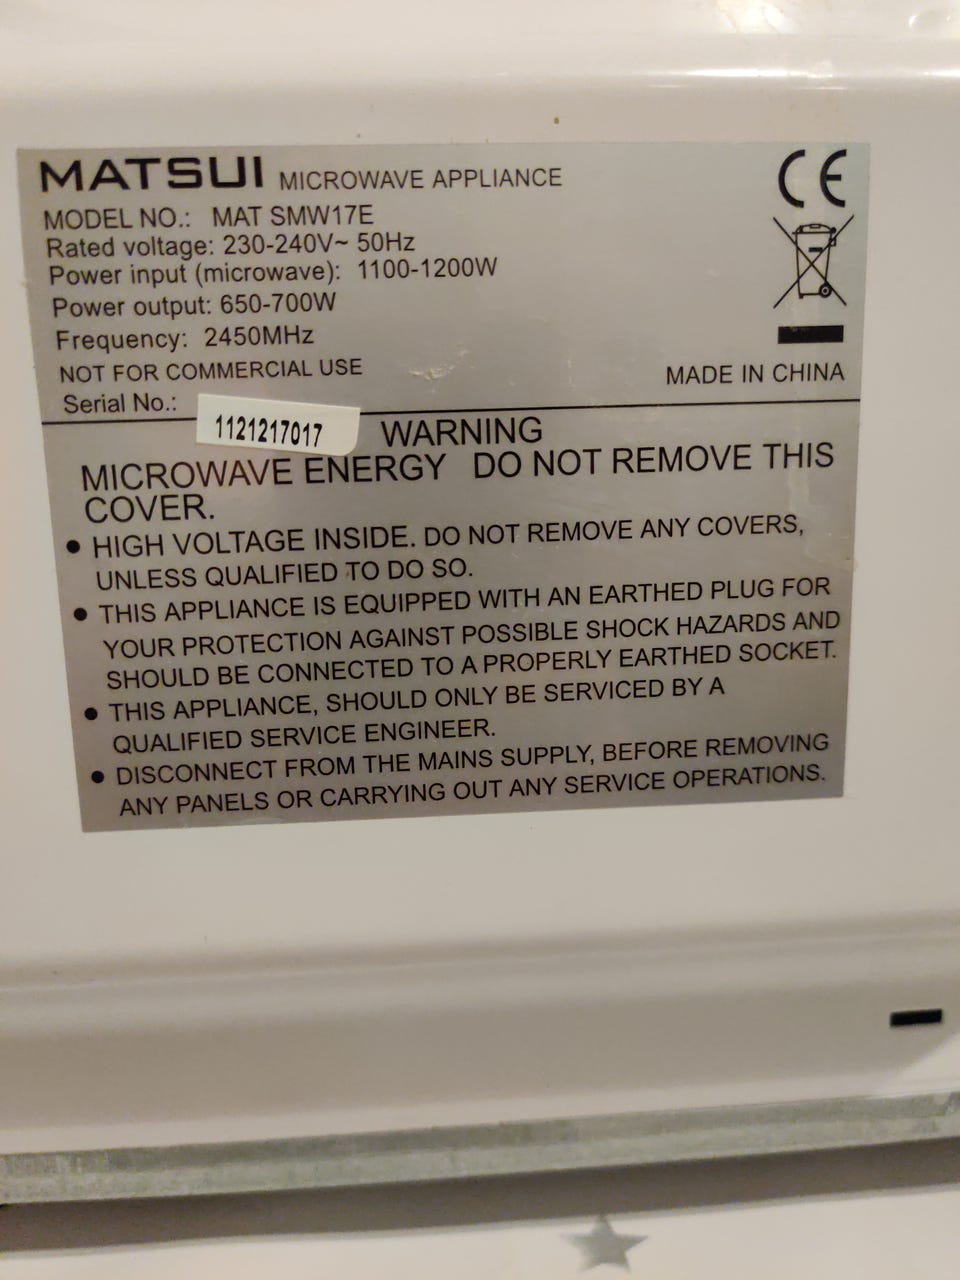 MATSUI MICROWAVE APPLIANCE
MODEL NO.: MAT SMW17E
Rated voltage: 230-240V~ 50Hz
Power input (microwave): 1100-1200W
Power output: 650-700W
Frequency: 2450MHz
NOT FOR COMMERCIAL USE
Serial No.:
1121217017
CE
MADE IN CHINA
WARNING
MICROWAVE ENERGY DO NOT REMOVE THIS
COVER.
• HIGH VOLTAGE INSIDE. DO NOT REMOVE ANY COVERS,
UNLESS QUALIFIED TO DO SO.
• THIS APPLIANCE IS EQUIPPED WITH AN EARTHED PLUG FOR
YOUR PROTECTION AGAINST POSSIBLE SHOCK HAZARDS AND
SHOULD BE CONNECTED TO A PROPERLY EARTHED SOCKET.
• THIS APPLIANCE, SHOULD ONLY BE SERVICED BY A
QUALIFIED SERVICE ENGINEER.
• DISCONNECT FROM THE MAINS SUPPLY, BEFORE REMOVING
ANY PANELS OR CARRYING OUT ANY SERVICE OPERATIONS.